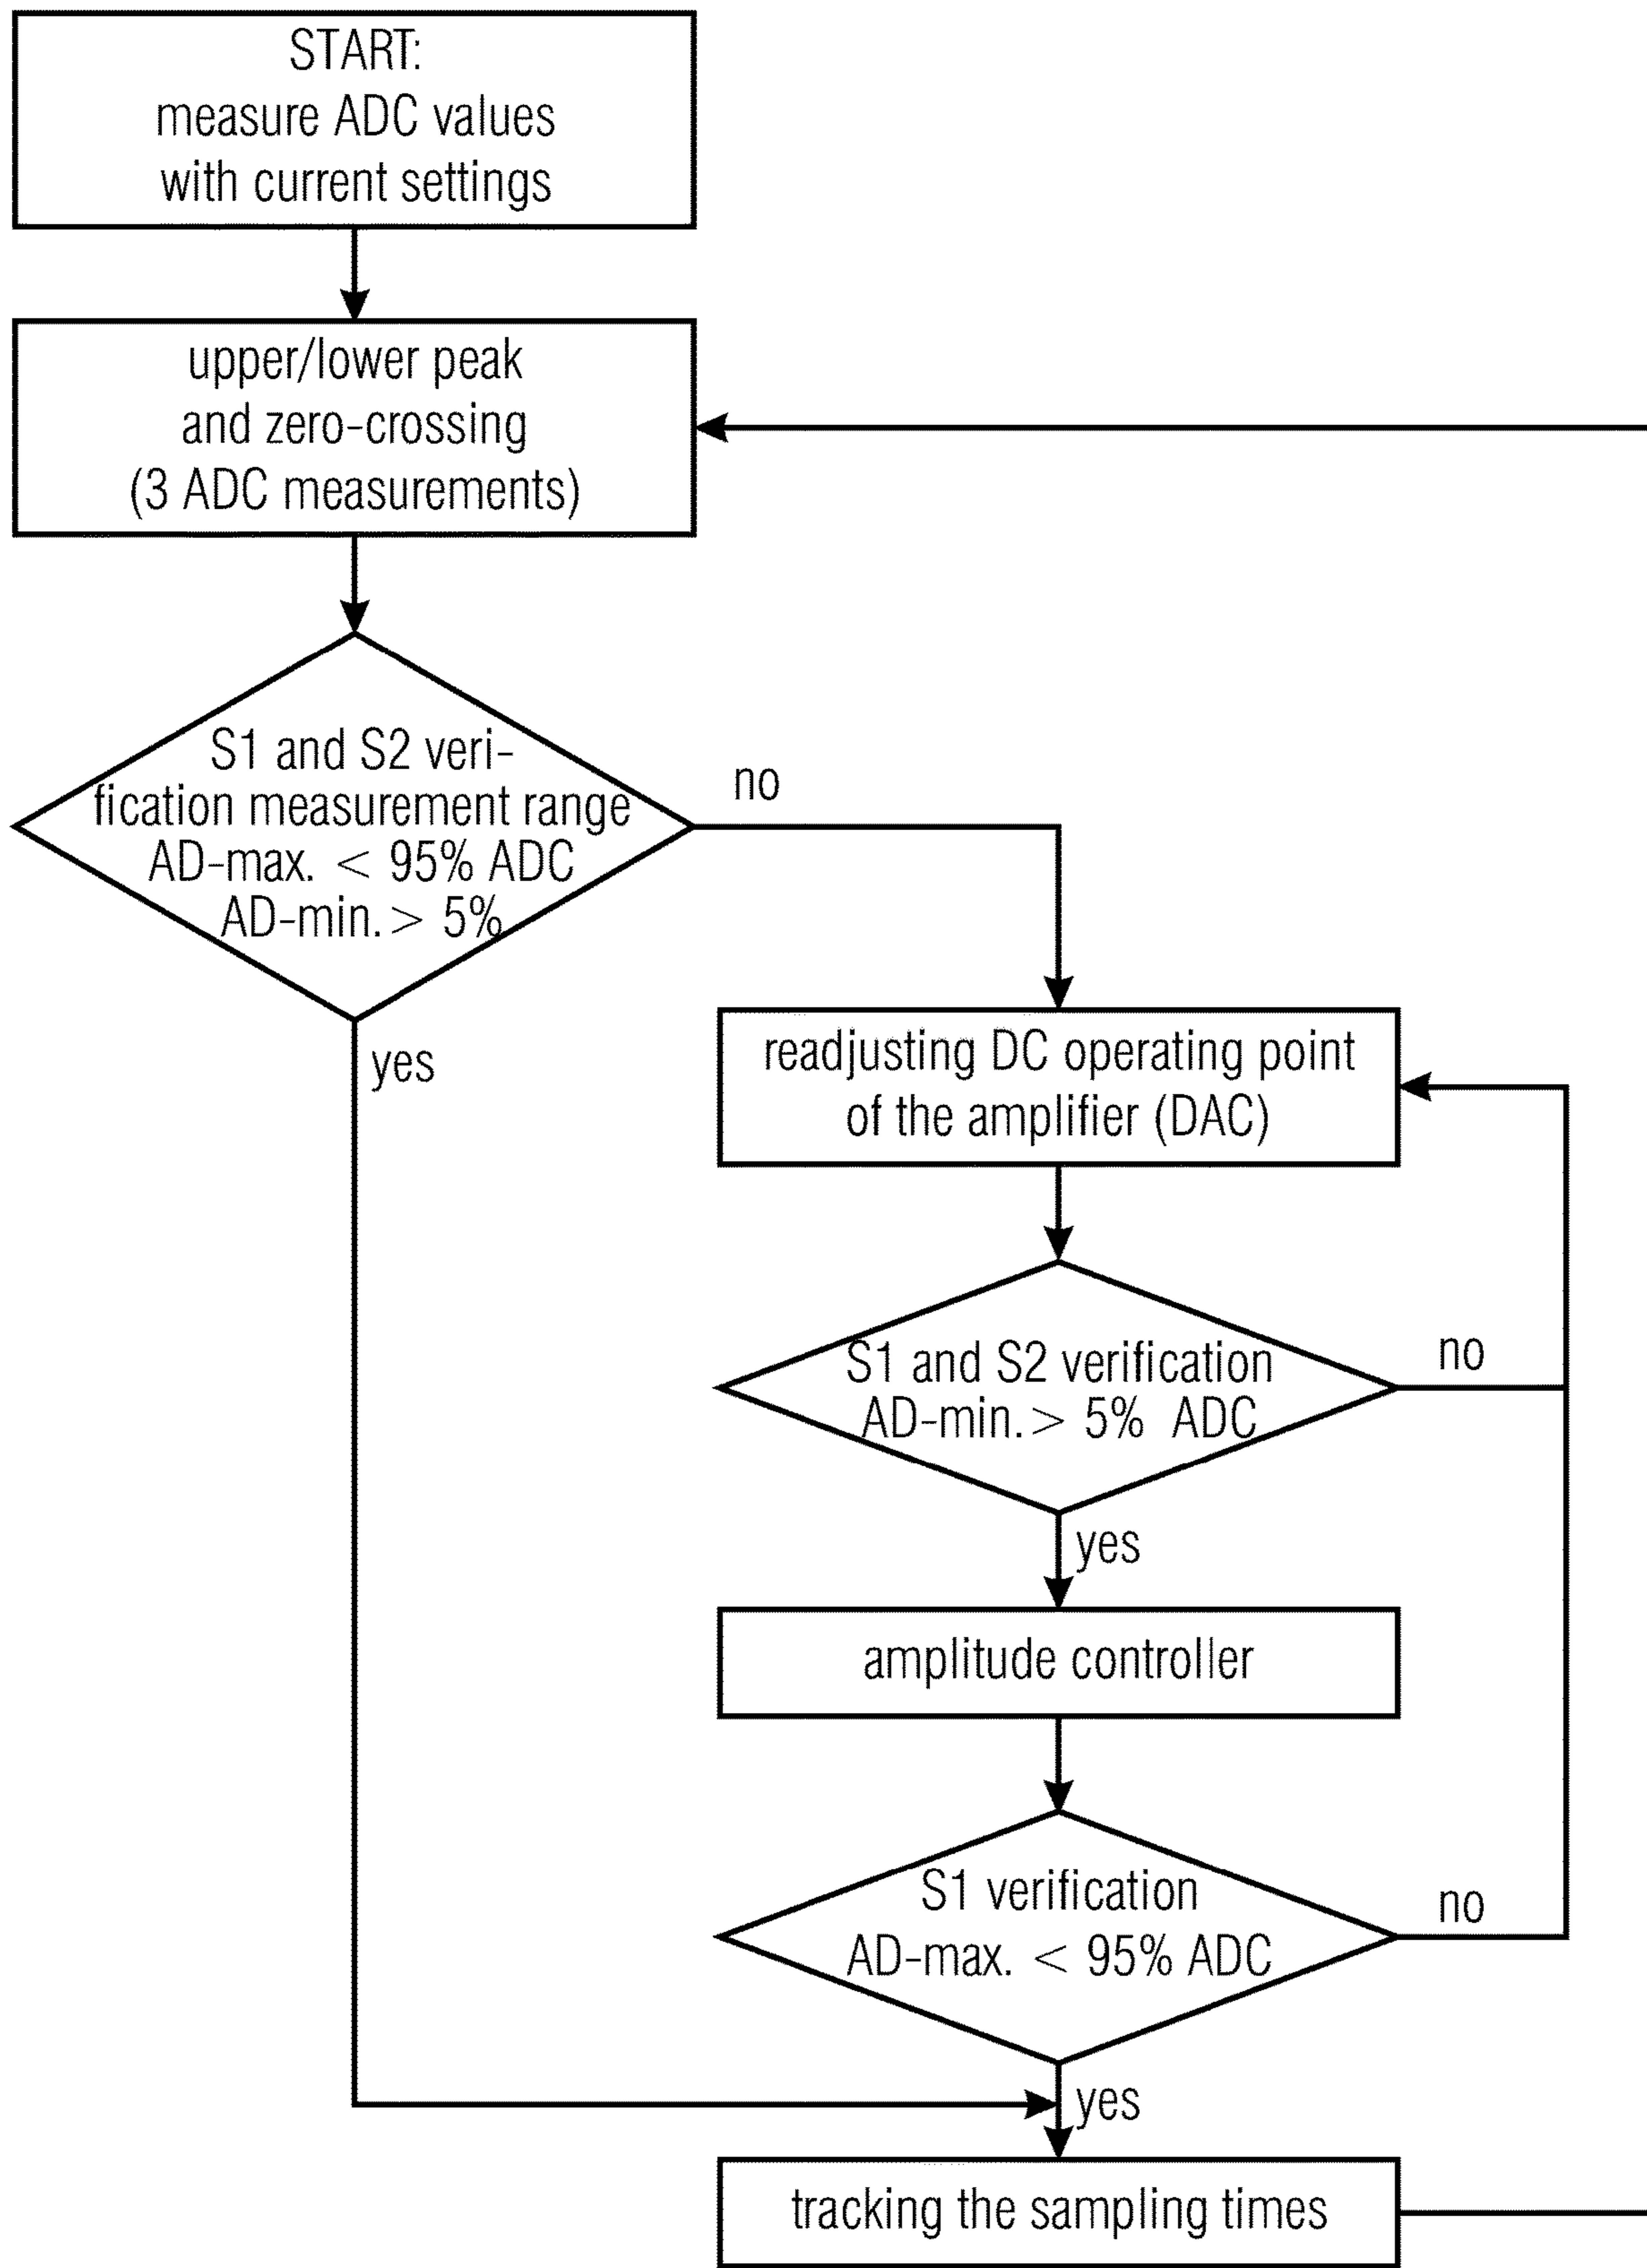 START:
measure ADC values
with current settings
upper/lower peak
and zero-crossing
(3 ADC measurements)
S1 and S2 veri-
fication measurement range
AD-max. < 95% ADC
AD-min. > 5%
no
yes
readjusting DC operating point
of the amplifier (DAC)
S1 and S2 verification
AD-min. > 5% ADC
no
yes
amplitude controller
S1 verification
AD-max. < 95% ADC
no
yes
tracking the sampling times